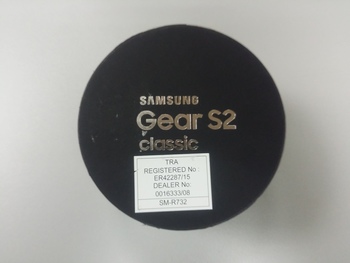 SAMSUNG
Gear S2
classic
TRA
REGISTERED No :
ER42287/15
DEALER No:
0016333/08
SM-R732